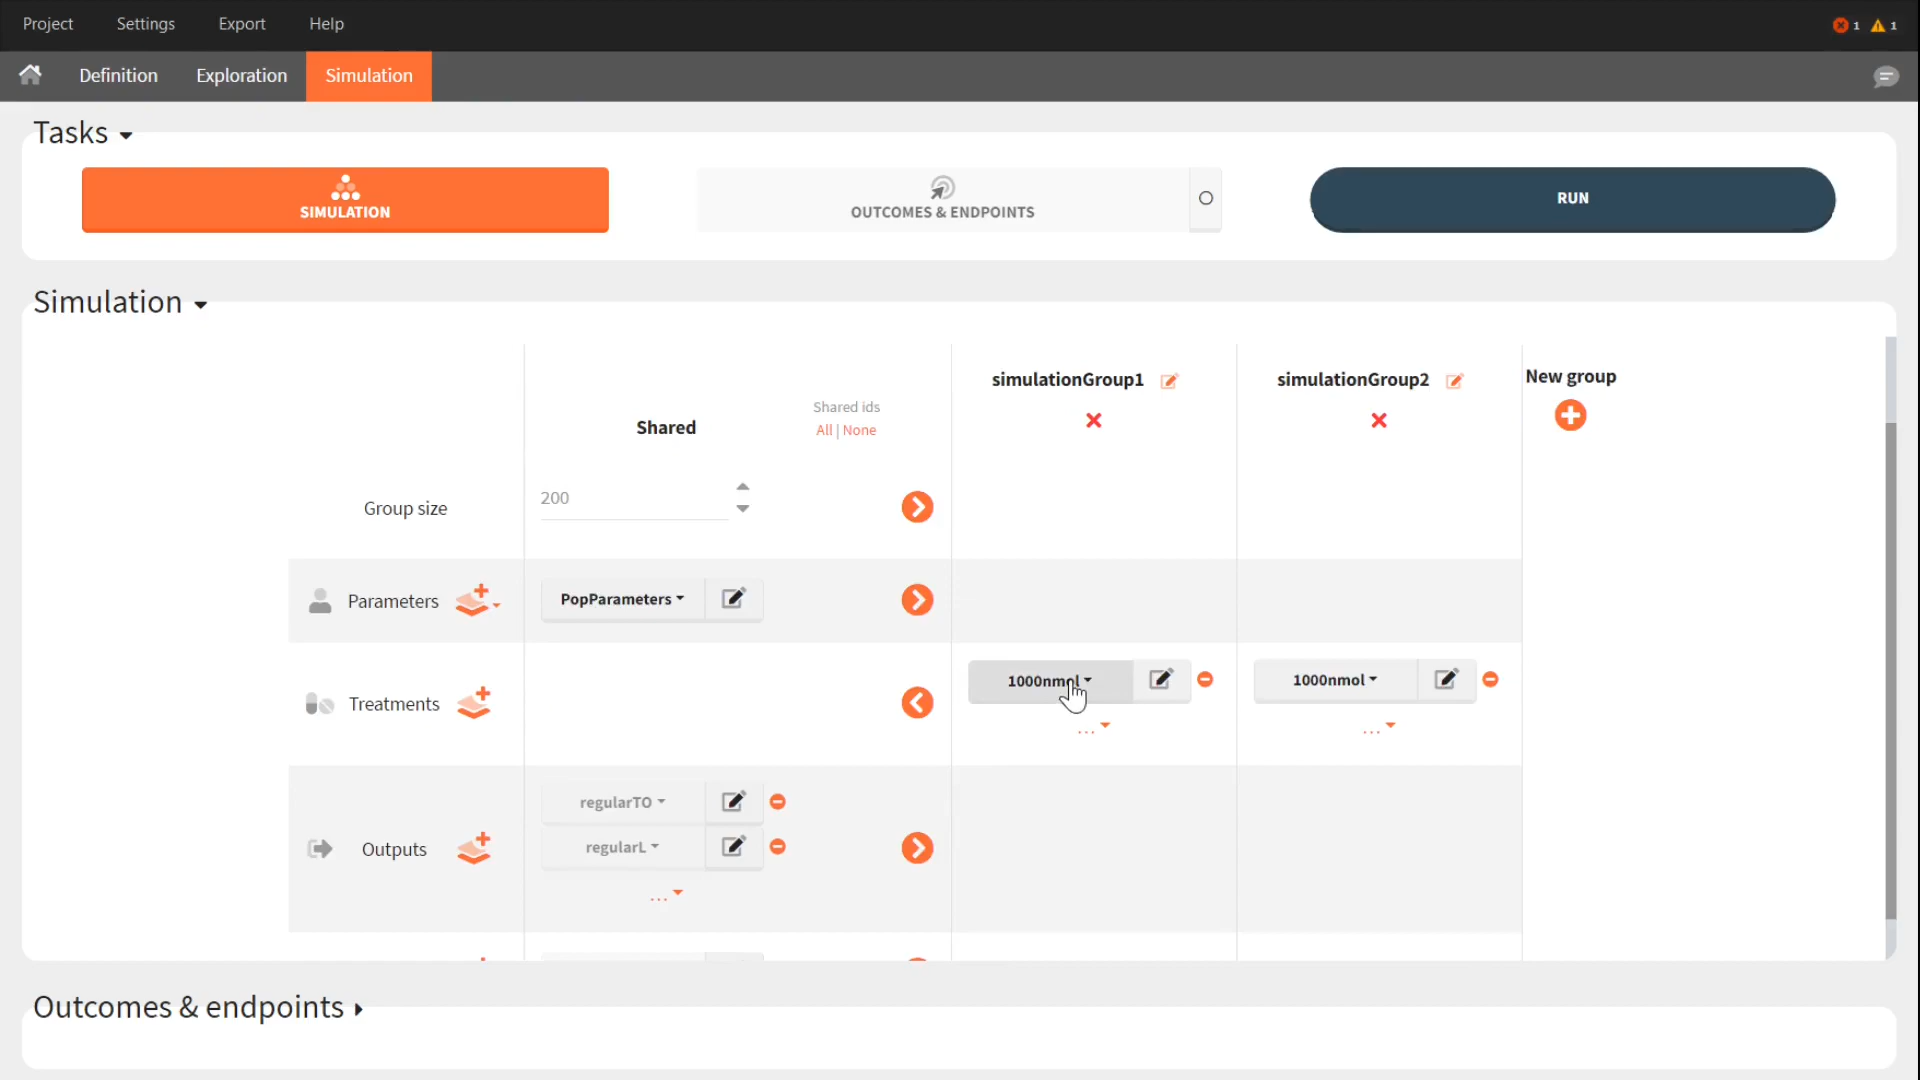 Project Settings Export Help
1 1
Definition Exploration Simulation
Tasks
SIMULATION
OUTCOMES & ENDPOINTS
RUN
Simulation
Shared
Shared ids
All | None
simulationGroup1
simulationGroup2
New group
Group size
200
Parameters
PopParameters
Treatments
1000nmol
...
1000nmol
...
Outputs
regularTO
regularL
...
Outcomes & endpoints